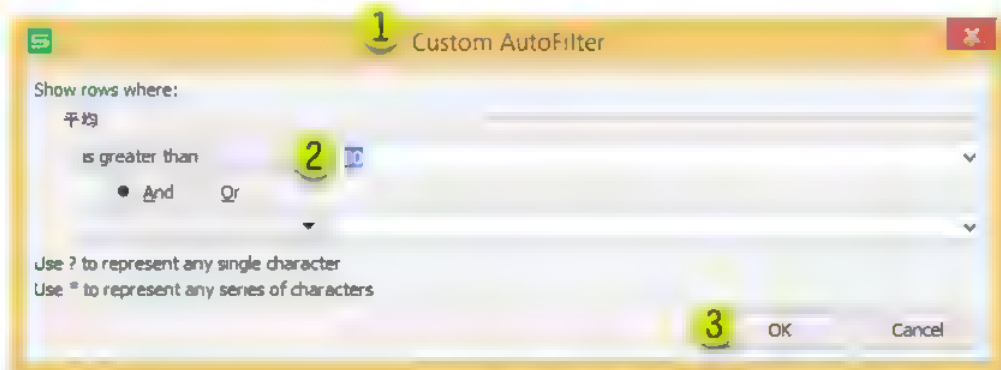 1 Custom AutoFilter
Show rows where:
平均
is greater than 2
And Or
Use ? to represent any single character
Use * to represent any series of characters
3 OK Cancel